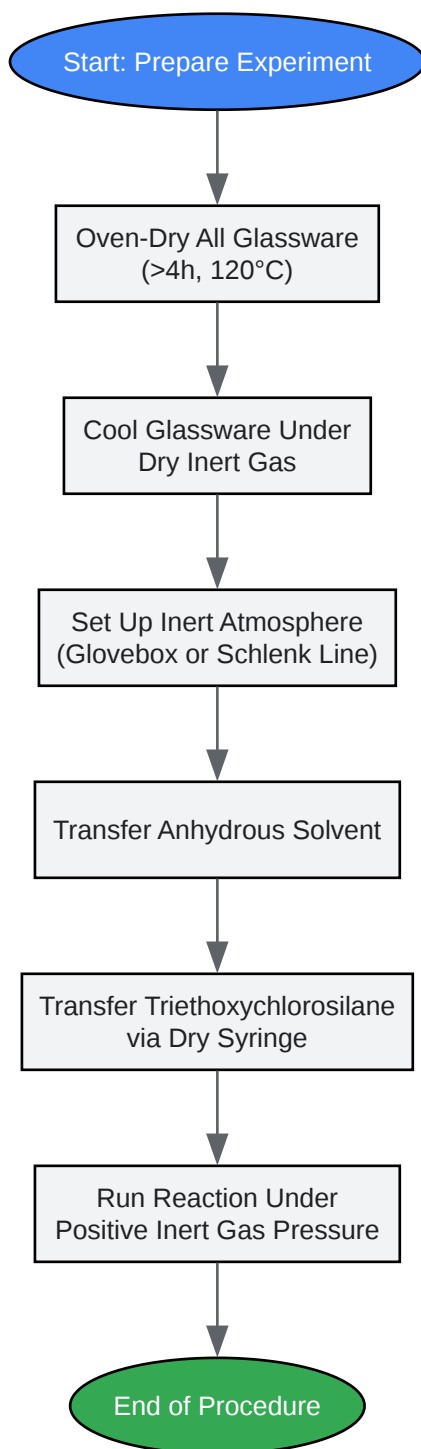 Start: Prepare Experiment
Oven-Dry All Glassware
(>4h, 120°C)
Cool Glassware Under
Dry Inert Gas
Set Up Inert Atmosphere
(Glovebox or Schlenk Line)
Transfer Anhydrous Solvent
Transfer Triethoxychlorosilane
via Dry Syringe
Run Reaction Under
Positive Inert Gas Pressure
End of Procedure